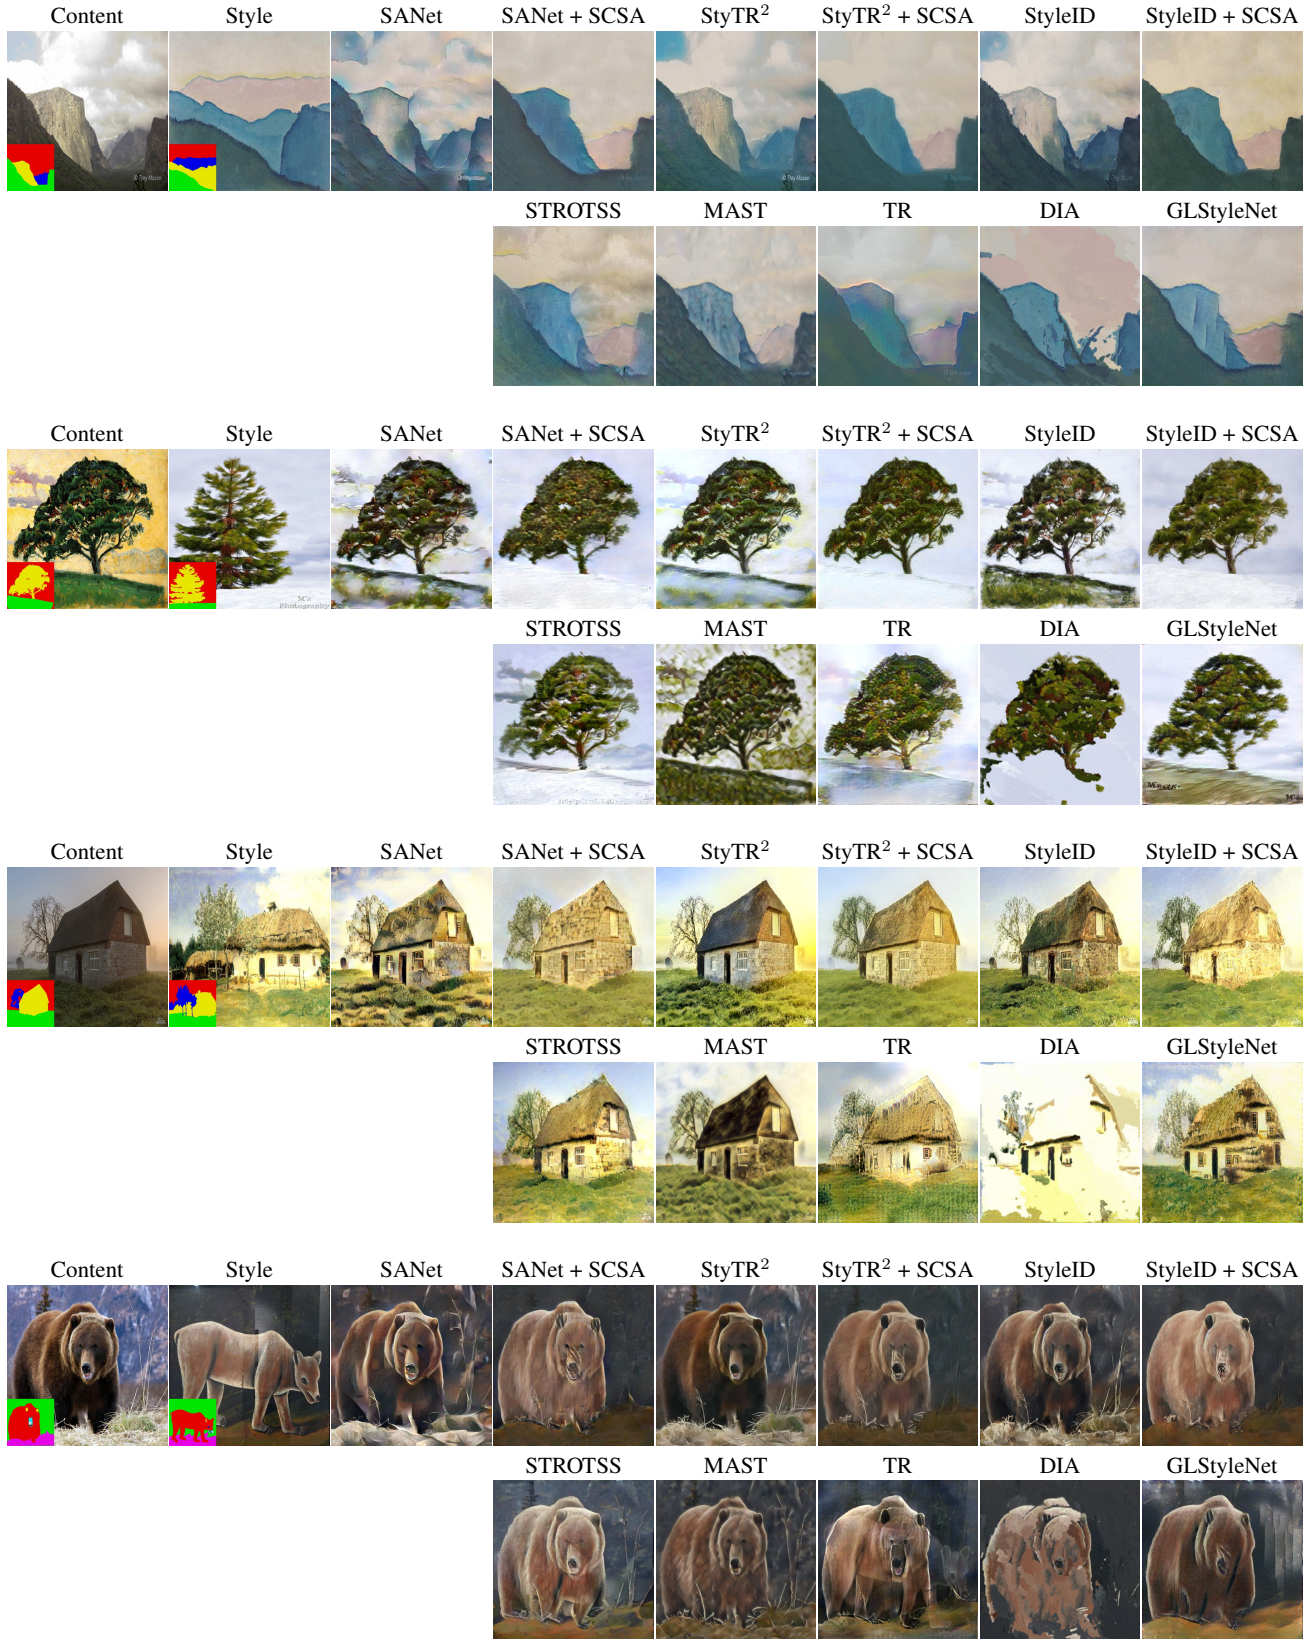 Content Style SANet SANet + SCSA StyTR² StyTR² + SCSA StyleID StyleID + SCSA
© Troy Mason
STROTSS MAST TR DIA GLStyleNet
Content Style SANet SANet + SCSA StyTR² StyTR² + SCSA StyleID StyleID + SCSA
M's
Photography
STROTSS MAST TR DIA GLStyleNet
Content Style SANet SANet + SCSA StyTR² StyTR² + SCSA StyleID StyleID + SCSA
STROTSS MAST TR DIA GLStyleNet
Content Style SANet SANet + SCSA StyTR² StyTR² + SCSA StyleID StyleID + SCSA
STROTSS MAST TR DIA GLStyleNet